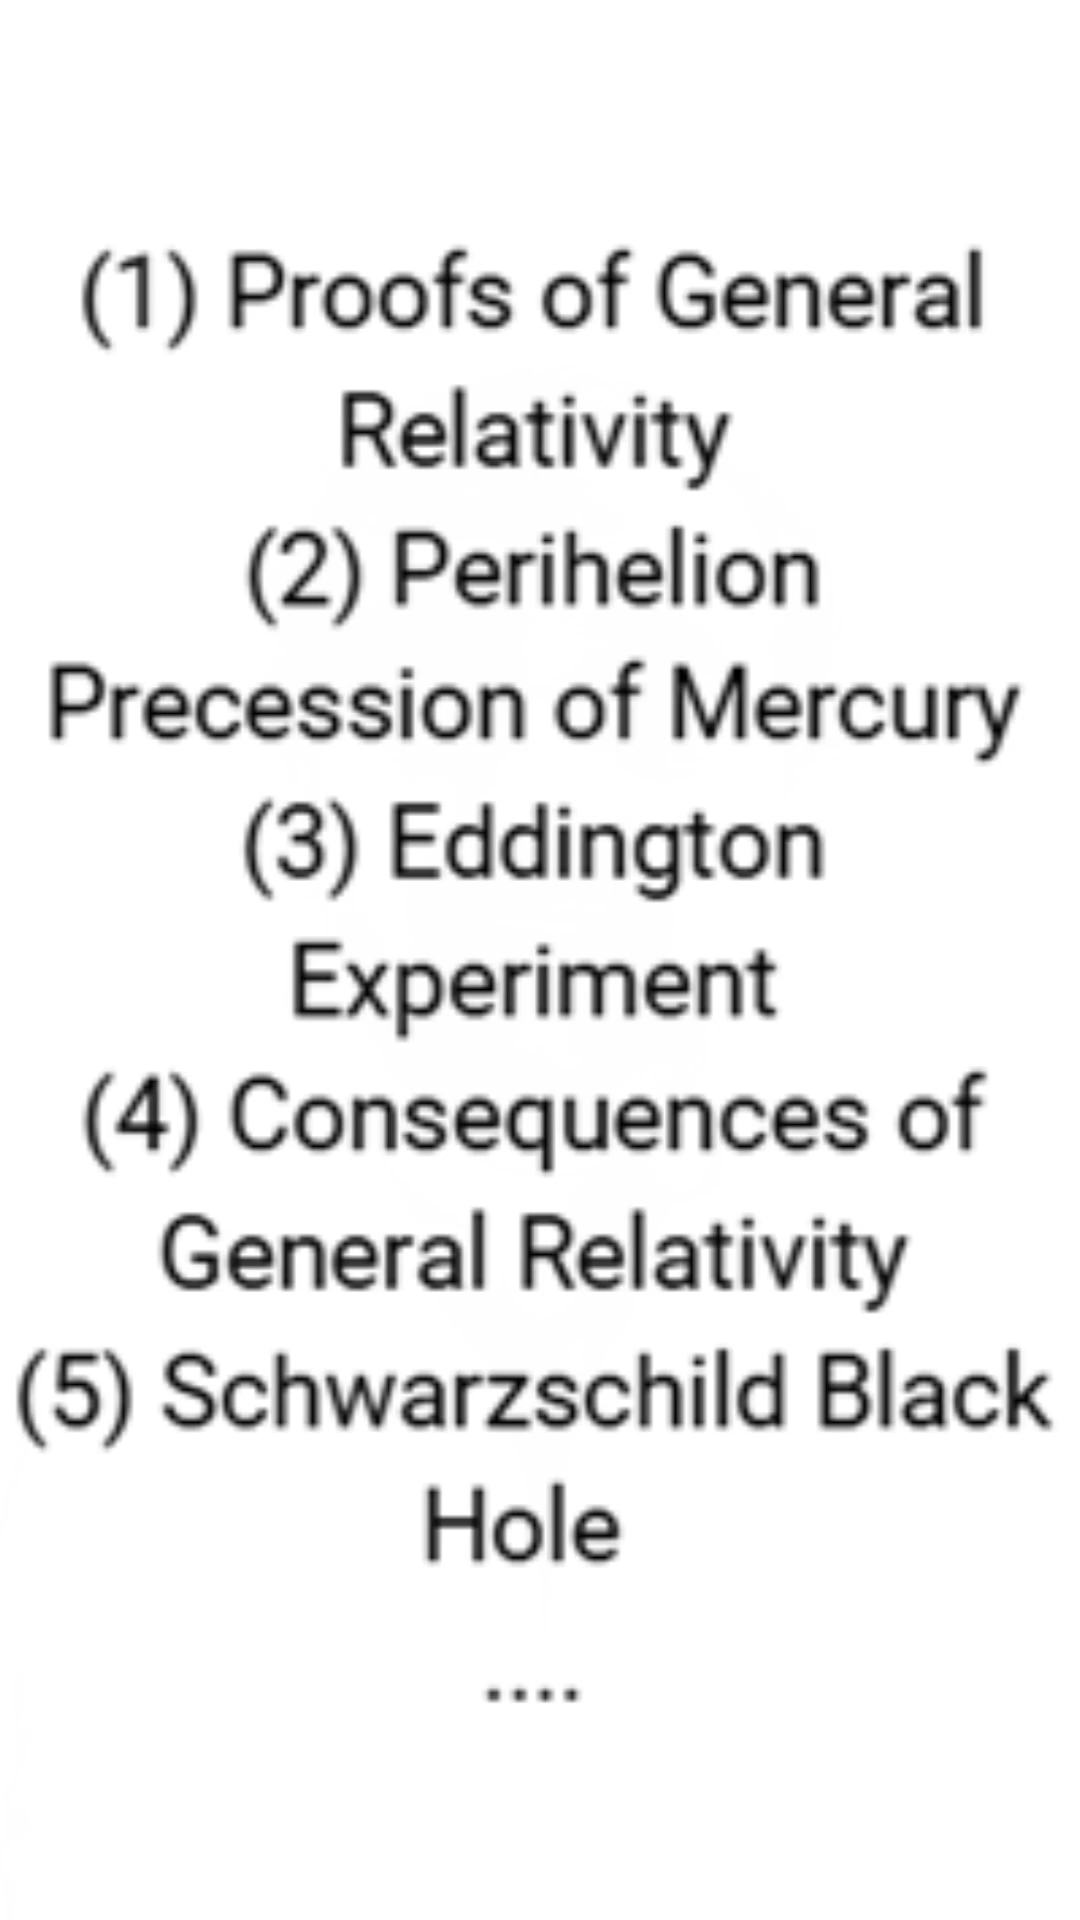 (1) Proofs of General
Relativity
(2) Perihelion
Precession of Mercury
(3) Eddington
Experiment
(4) Consequences of
General Relativity
(5) Schwarzschild Black
Hole
....